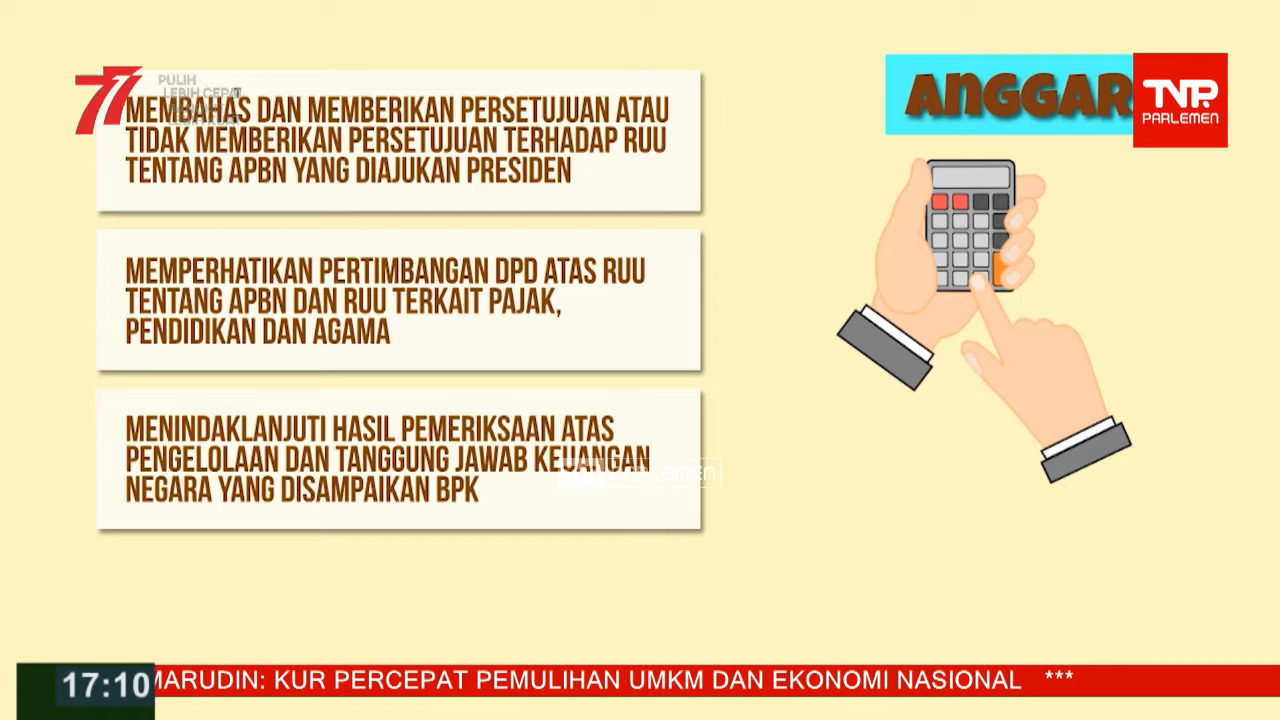 77
PULIH
LEBIH CEPAT
MEMBAHAS DAN MEMBERIKAN PERSETUJUAN ATAU
TIDAK MEMBERIKAN PERSETUJUAN TERHADAP RUU
TENTANG APBN YANG DIAJUKAN PRESIDEN
ANGGAR
TVP.
PARLEMEN
MEMPERHATIKAN PERTIMBANGAN DPD ATAS RUU
TENTANG APBN DAN RUU TERKAIT PAJAK,
PENDIDIKAN DAN AGAMA
MENINDAKLANJUTI HASIL PEMERIKSAAN ATAS
PENGELOLAAN DAN TANGGUNG JAWAB KEUANGAN
NEGARA YANG DISAMPAIKAN BPK
PARLEMEN
17:10
MARUDIN: KUR PERCEPAT PEMULIHAN UMKM DAN EKONOMI NASIONAL ***